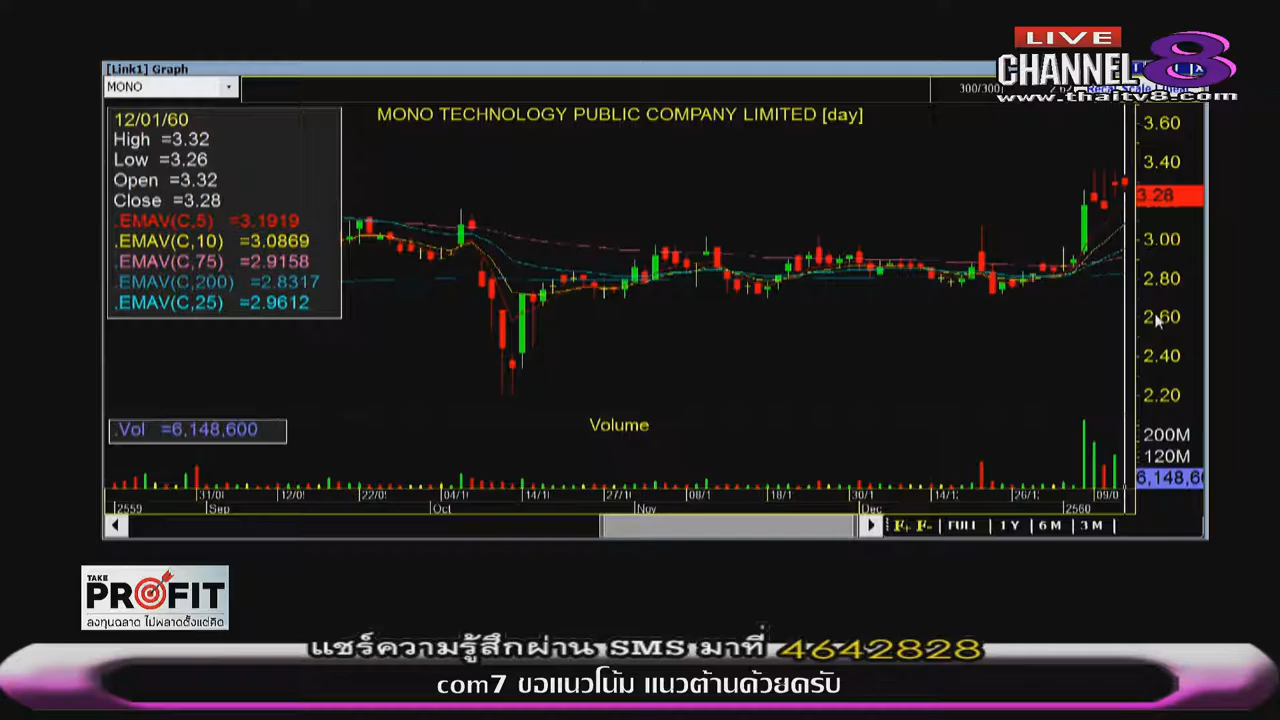 LIVE
CHANNEL 8
www.thaitv8.com
[Link1] Graph
MONO
300/300
MONO TECHNOLOGY PUBLIC COMPANY LIMITED [day]
12/01/60
High =3.32
Low =3.26
Open =3.32
Close =3.28
.EMAV(C,5) =3.1919
.EMAV(C,10) =3.0869
.EMAV(C,75) =2.9158
.EMAV(C,200) =2.8317
.EMAV(C,25) =2.9612
3.60
3.40
3.28
3.00
2.80
2.60
2.40
2.20
Volume
.Vol =6,148,600
200M
120M
6,148,60
31/0 12/0 22/0 04/1 14/1 27/1 08/1 18/1 30/1 14/1 26/1 09/0
2559 Sep Oct Nov Dec 2560
F+ F- FULL 1 Y 6 M 3 M
TAKE
PROFIT
ลงทุนฉลาด ไม่พลาดตั้งแต่คิด
แชร์ความรู้สึกผ่าน SMS มาที่ 4642828
com7 ขอแนวโน้ม แนวต้านด้วยครับ